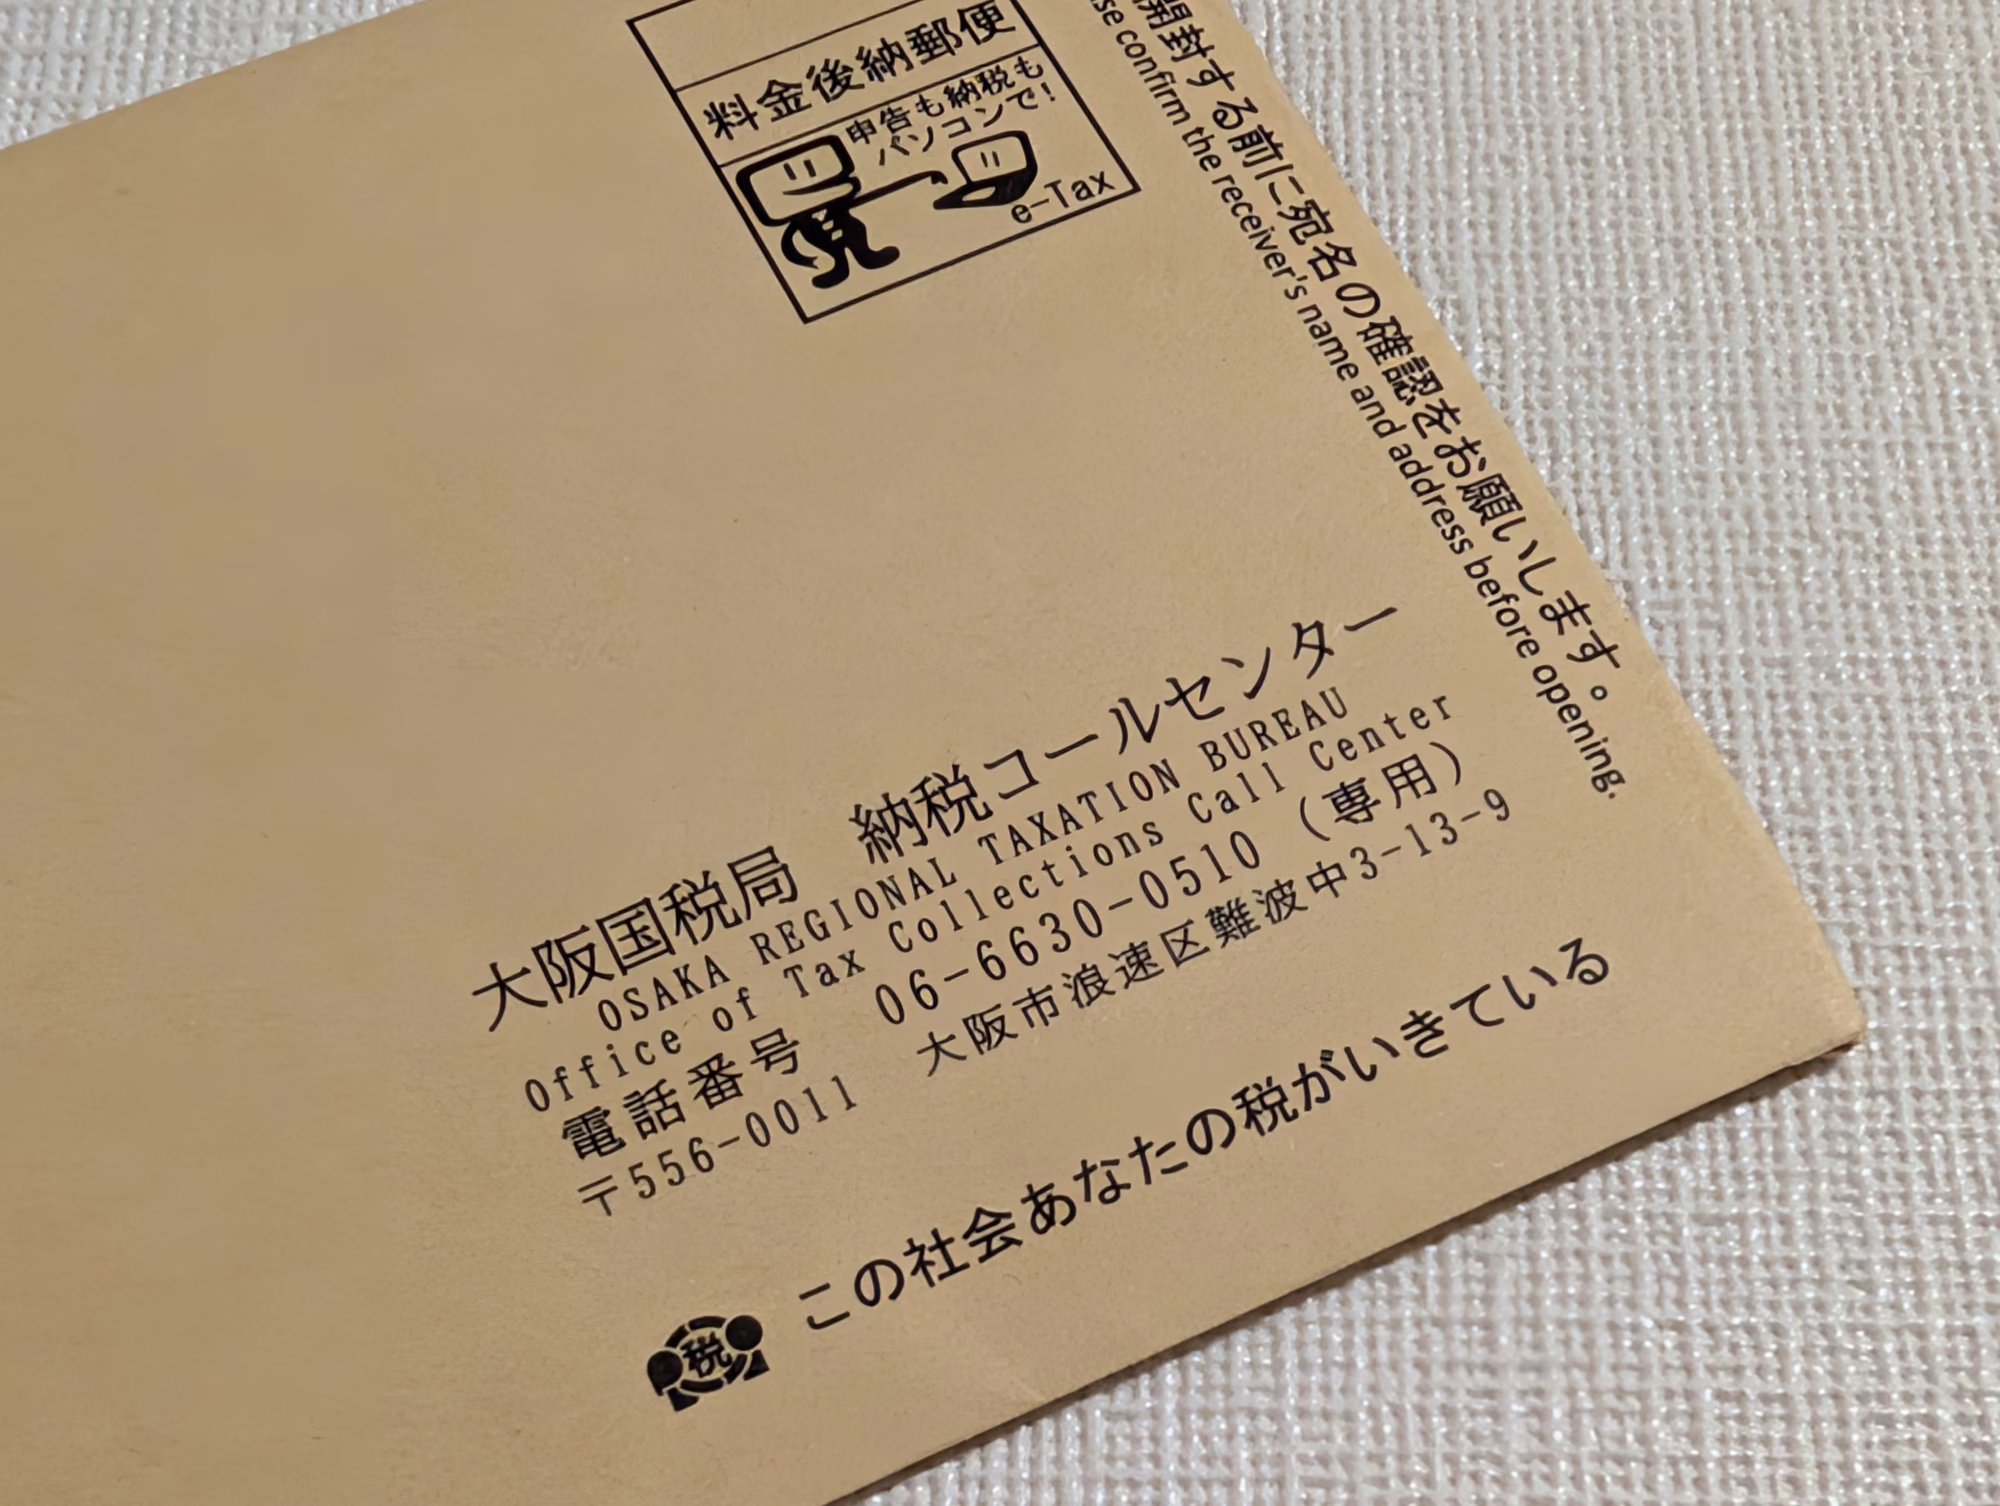 料金後納郵便
申告も納税も
パソコンで!
e-Tax
開封する前に宛名の確認をお願いします。
confirm the receiver's name and address before opening.
大阪国税局 納税コールセンター
OSAKA REGIONAL TAXATION BUREAU
Office of Tax Collections Call Center
電話番号 06-6630-0510(専用)
〒556-0011 大阪市浪速区難波中3-13-9
税 この社会あなたの税がいきている